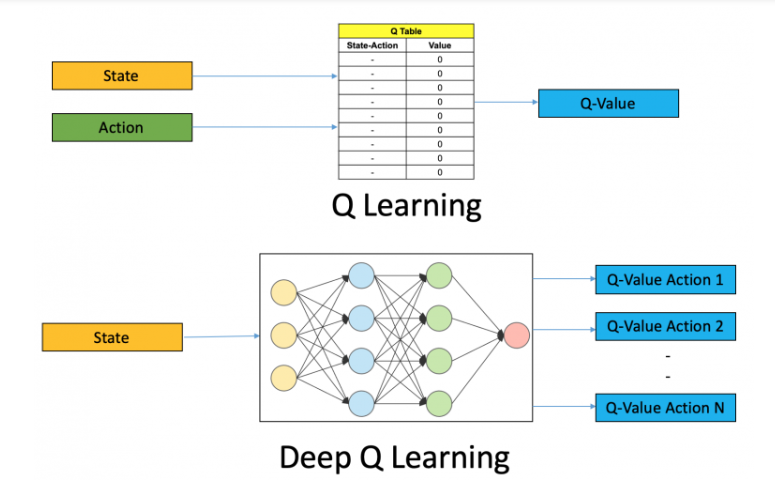 Q Table
State-Action Value
- 0
- 0
- 0
- 0
- 0
- 0
- 0
- 0
- 0
State
Action
Q-Value
Q Learning
State
Q-Value Action 1
Q-Value Action 2
-
-
Q-Value Action N
Deep Q Learning